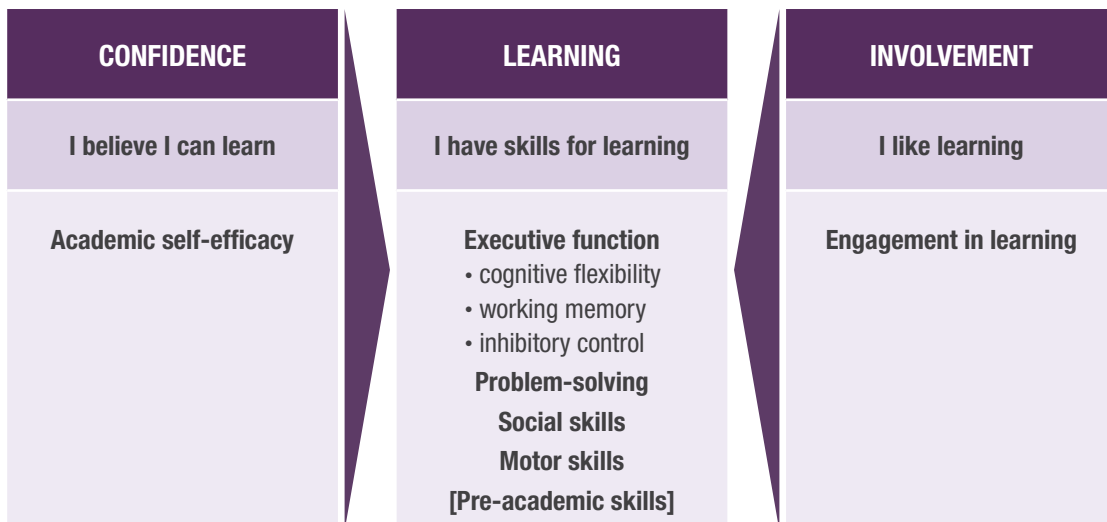 CONFIDENCE
I believe I can learn
Academic self-efficacy
LEARNING
I have skills for learning
Executive function
• cognitive flexibility
• working memory
• inhibitory control
Problem-solving
Social skills
Motor skills
[Pre-academic skills]
INVOLVEMENT
I like learning
Engagement in learning